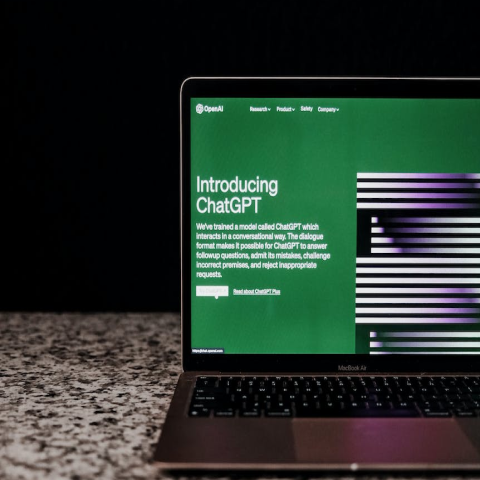 OpenAI Research Product Safety Company
Introducing
ChatGPT
We've trained a model called ChatGPT which
interacts in a conversational way. The dialogue
format makes it possible for ChatGPT to answer
followup questions, admit its mistakes, challenge
incorrect premises, and reject inappropriate
requests.
Read about ChatGPT Plus
MacBook Air